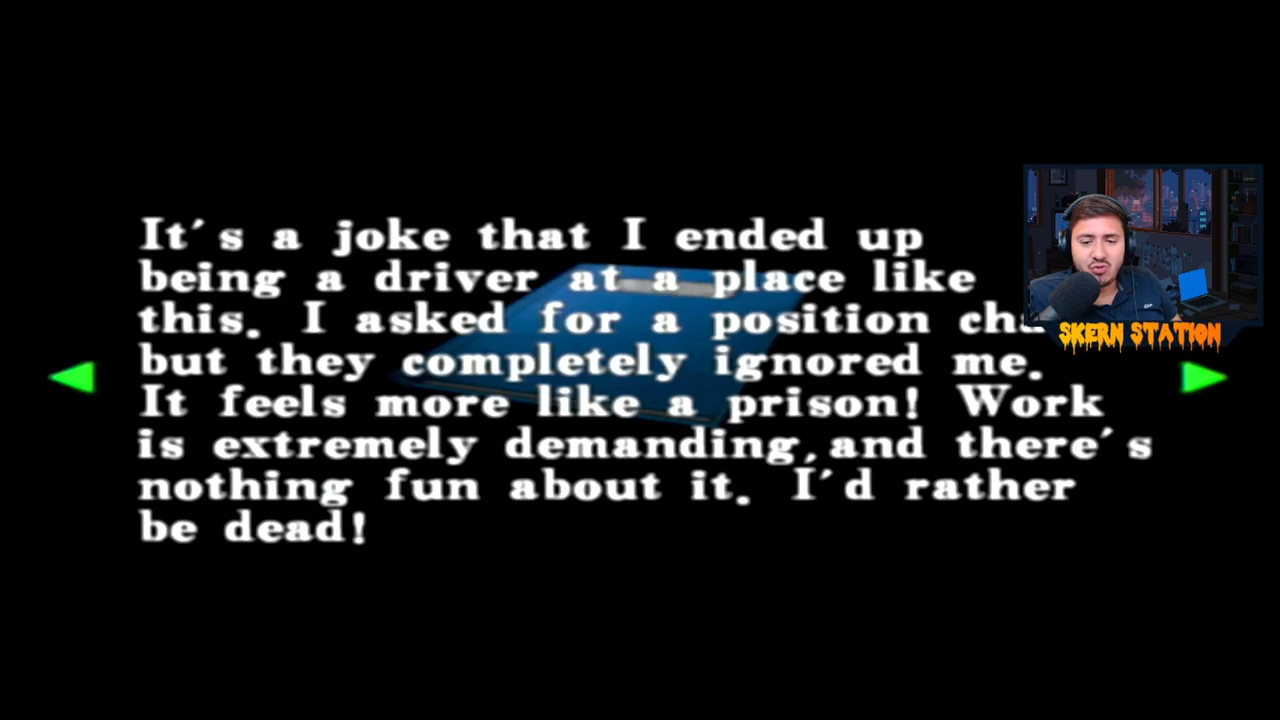 It's a joke that I ended up
being a driver at a place like
this. I asked for a position
but they completely ignored me.
It feels more like a prison! Work
is extremely demanding,and there's
nothing fun about it. I'd rather
be dead!
SKERN STATION